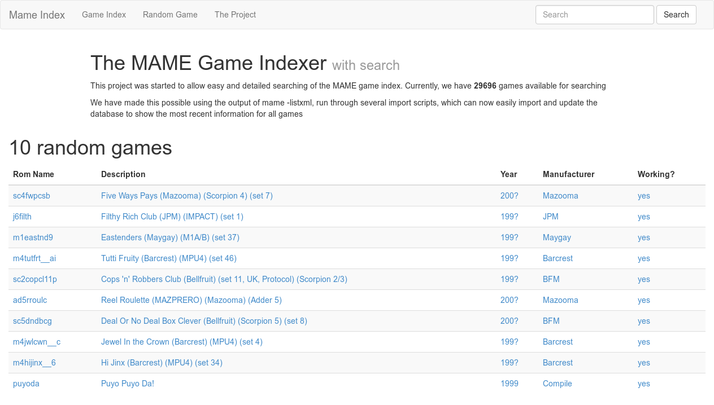 Mame Index Game Index Random Game The Project Search Search
The MAME Game Indexer with search
This project was started to allow easy and detailed searching of the MAME game index. Currently, we have 29696 games available for searching
We have made this possible using the output of mame -listxml, run through several import scripts, which can now easily import and update the
database to show the most recent information for all games
10 random games
Rom Name Description Year Manufacturer Working?
sc4fwpcsb Five Ways Pays (Mazooma) (Scorpion 4) (set 7) 200? Mazooma yes
j6filth Filthy Rich Club (JPM) (IMPACT) (set 1) 199? JPM yes
m1eastnd9 Eastenders (Maygay) (M1A/B) (set 37) 199? Maygay yes
m4tutfrt__ai Tutti Fruity (Barcrest) (MPU4) (set 46) 199? Barcrest yes
sc2copcl11p Cops 'n' Robbers Club (Bellfruit) (set 11, UK, Protocol) (Scorpion 2/3) 199? BFM yes
ad5rroulc Reel Roulette (MAZPRERO) (Mazooma) (Adder 5) 200? Mazooma yes
sc5dndbcg Deal Or No Deal Box Clever (Bellfruit) (Scorpion 5) (set 8) 200? BFM yes
m4jwlcwn__c Jewel In the Crown (Barcrest) (MPU4) (set 4) 199? Barcrest yes
m4hijinx__6 Hi Jinx (Barcrest) (MPU4) (set 34) 199? Barcrest yes
puyoda Puyo Puyo Da! 1999 Compile yes